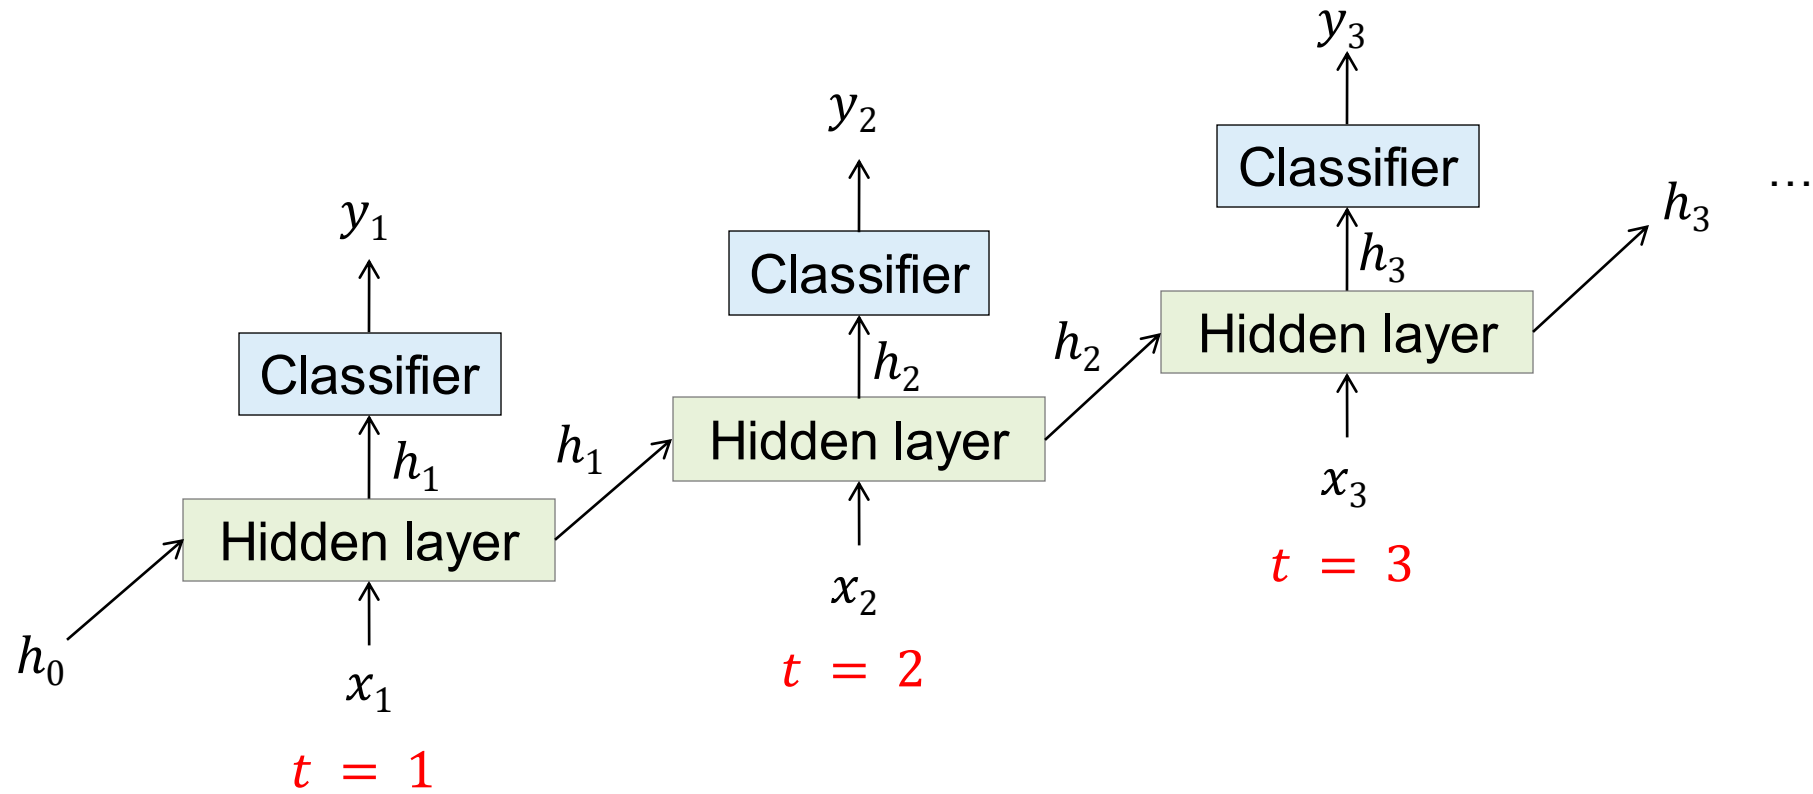 y₃
Classifier
h₃
h₃
...
Hidden layer
x₃
t = 3
y₂
Classifier
h₂
h₂
Hidden layer
x₂
t = 2
y₁
Classifier
h₁
h₁
Hidden layer
h₀
x₁
t = 1